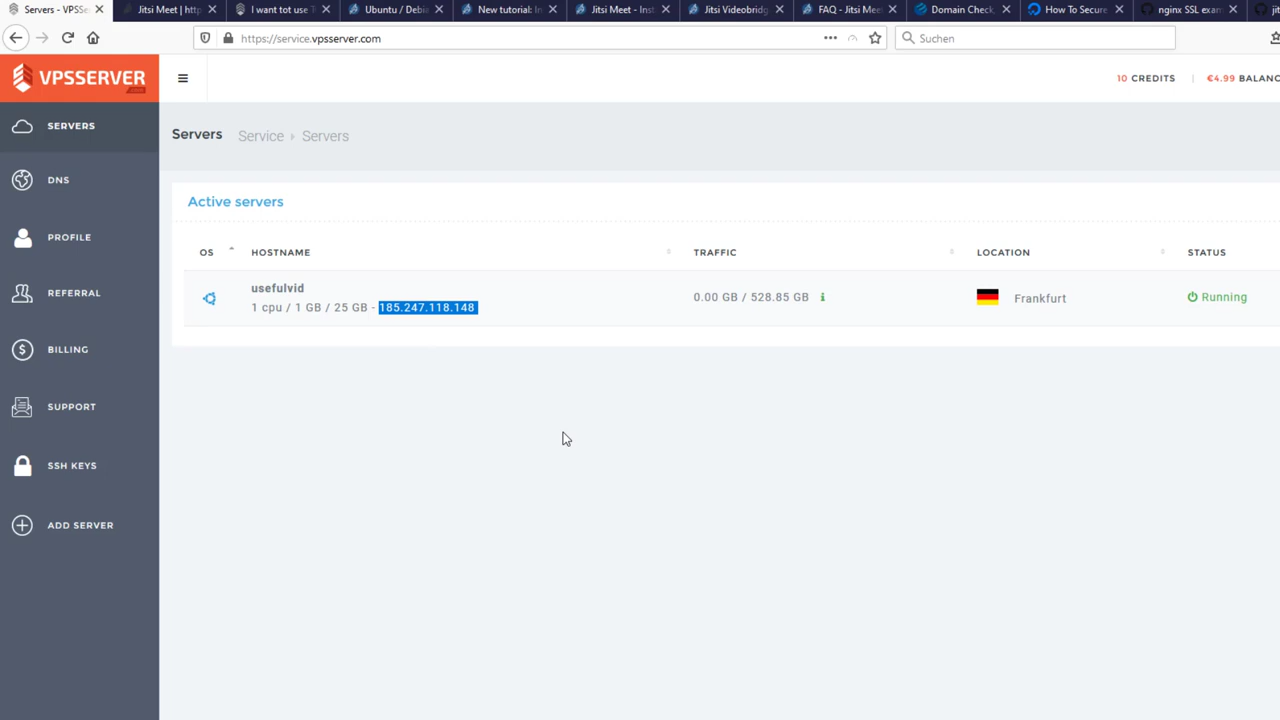 Servers - VPSSe
Jitsi Meet | http
I want tot use T
Ubuntu / Debi
New tutorial: In
Jitsi Meet - Inst
Jitsi Videobridg
FAQ - Jitsi Mee
Domain Check
How To Secure
nginx SSL exam
jit
https://service.vpsserver.com
Suchen
VPSSERVER
.com
10 CREDITS
€4.99 BALANC
SERVERS
DNS
PROFILE
REFERRAL
BILLING
SUPPORT
SSH KEYS
ADD SERVER
Servers
Service
Servers
Active servers
OS
HOSTNAME
TRAFFIC
LOCATION
STATUS
usefulvid
1 cpu / 1 GB / 25 GB - 185.247.118.148
0.00 GB / 528.85 GB
Frankfurt
Running